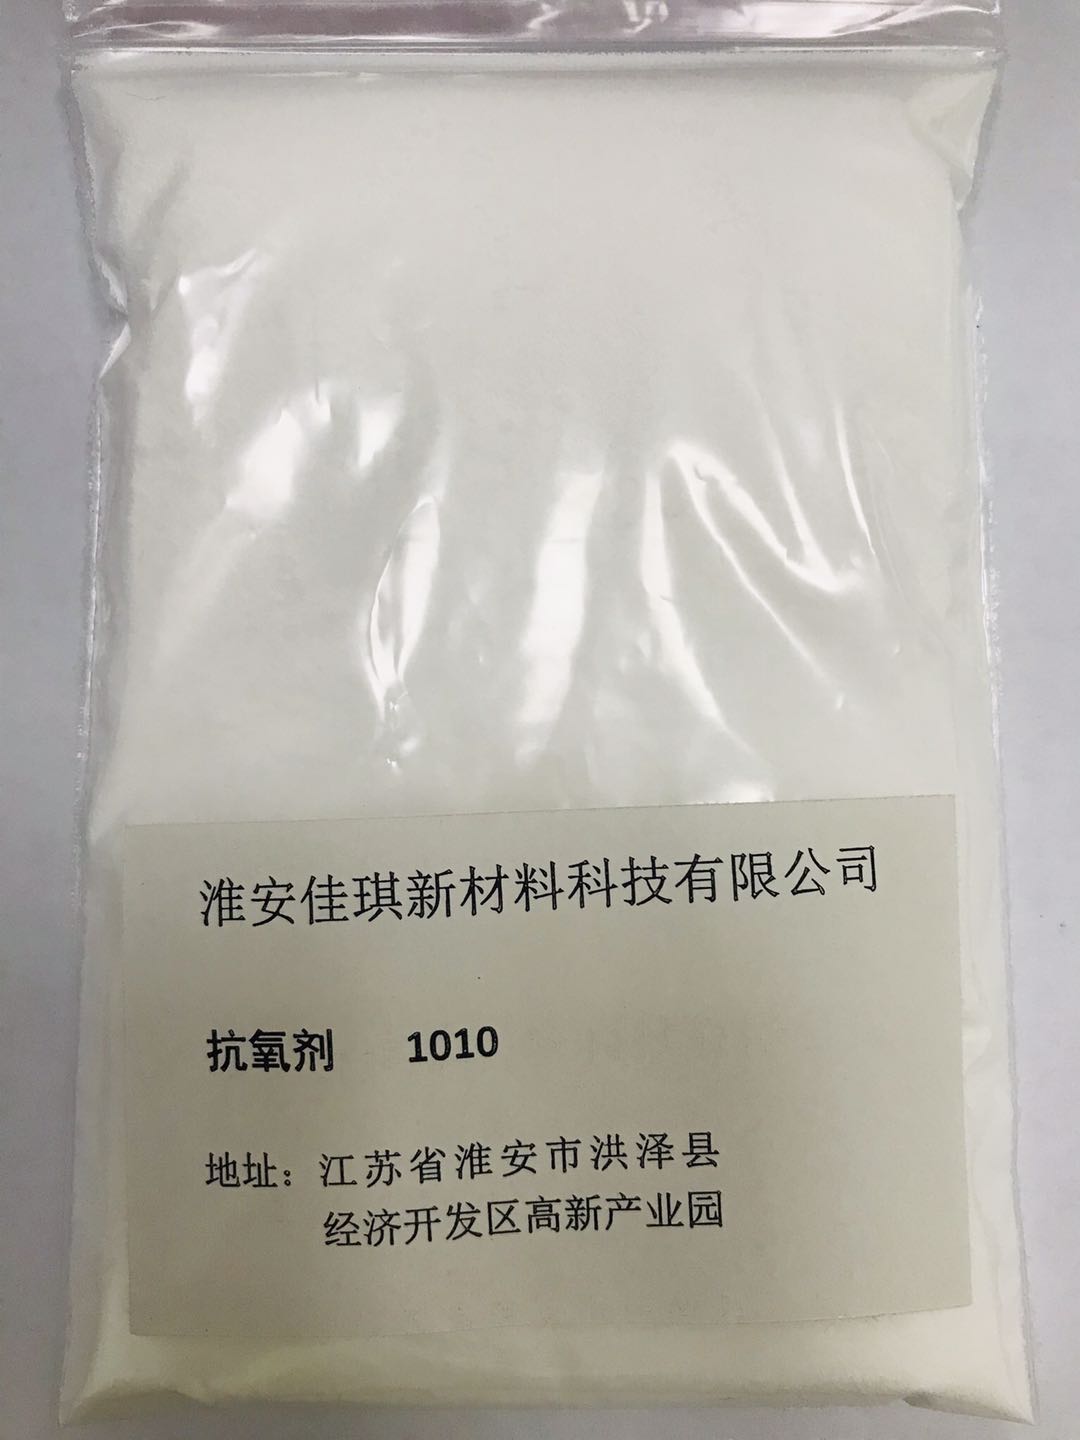 淮安佳琪新材料科技有限公司
抗氧剂 1010
地址：江苏省淮安市洪泽县
经济开发区高新产业园